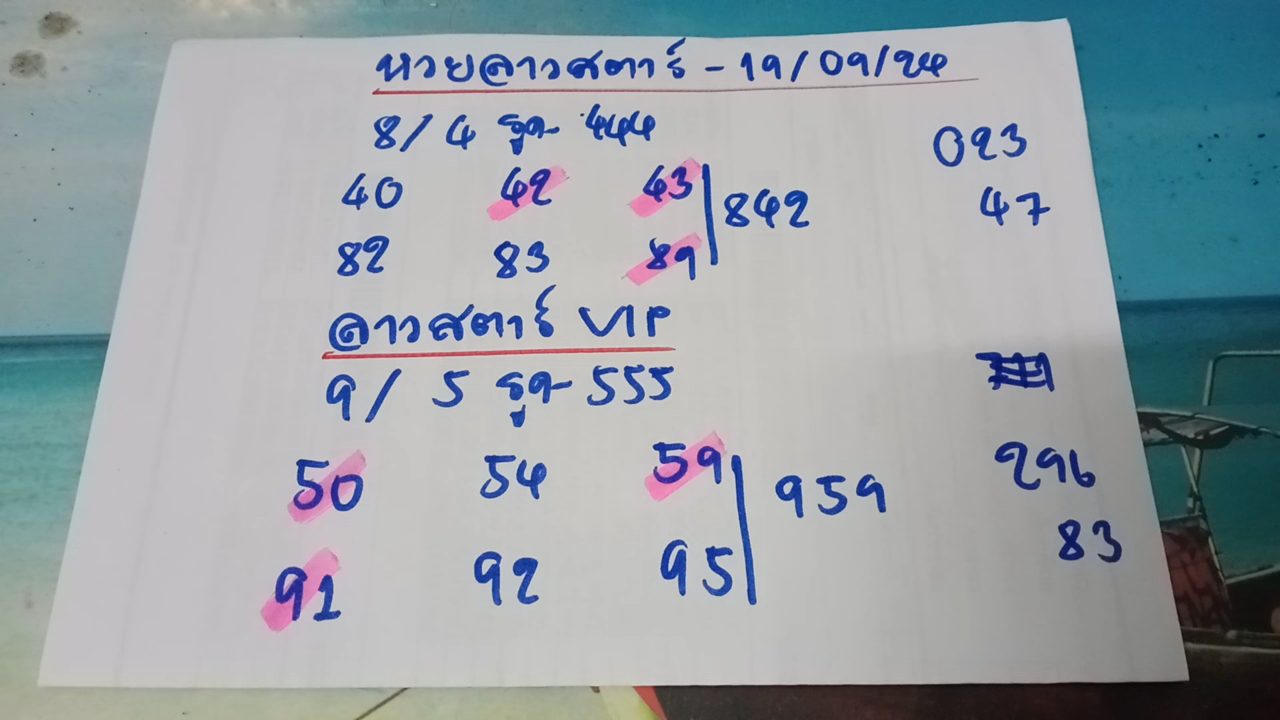 หวยลาวสตาร์ - 19/09/24
8/4 รูด 444
023
40 42 43 842
47
82 83 89
ลาวสตาร์ VIP
9/5 รูด 555
50 54 59 959
296
91 92 95
83